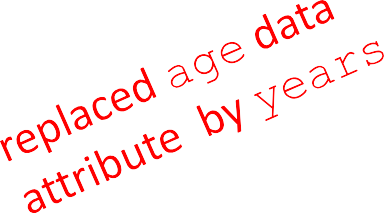 replaced age data
attribute by years